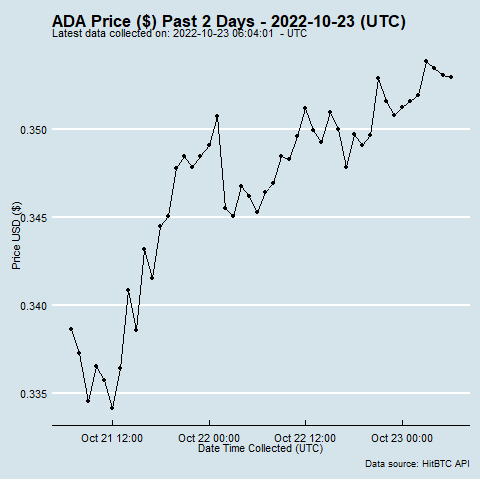 ADA Price ($) Past 2 Days - 2022-10-23 (UTC)
Latest data collected on: 2022-10-23 06:04:01 - UTC
0.350
0.345
Price USD ($)
0.340
0.335
Oct 21 12:00 Oct 22 00:00 Oct 22 12:00 Oct 23 00:00
Date Time Collected (UTC)
Data source: HitBTC API